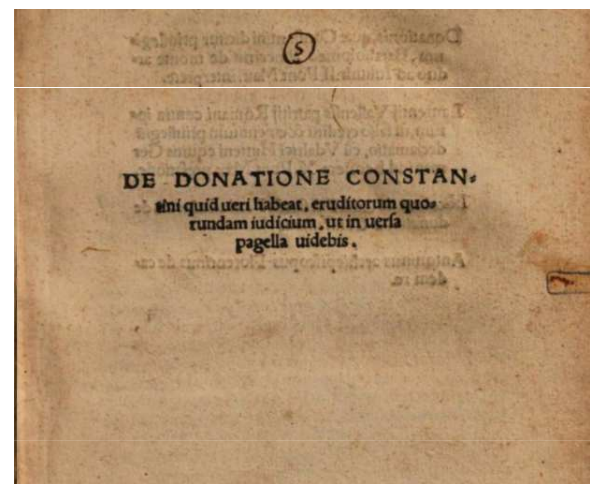 5
DE DONATIONE CONSTAN-
tini quid ueri habeat, eruditorum quo-
rundam iudicium, ut in uersa
pagella uidebis.